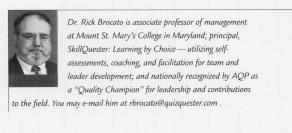 Dr. Rick Brocato is associate professor of management
at Mount St. Mary's College in Maryland; principal,
SkillQuester: Learning by Choice — utilizing self-
assessments, coaching, and facilitation for team and
leader development; and nationally recognized by AQP as
a "Quality Champion" for leadership and contributions
to the field. You may e-mail him at rbrocato@quizquester.com .